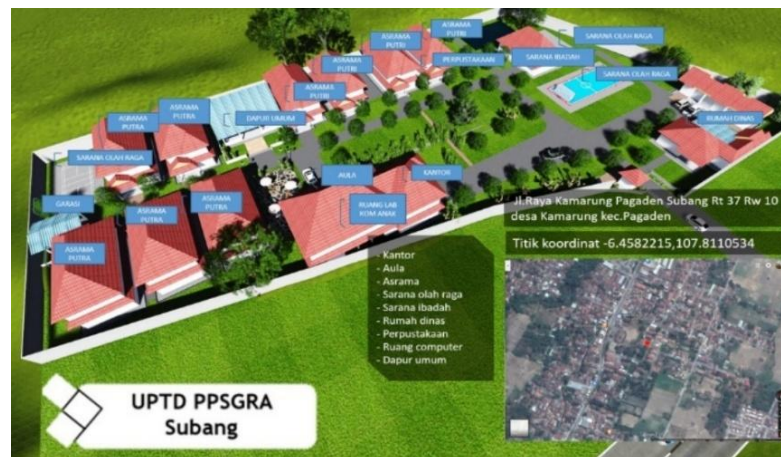 ASRAMA
PUTRI
SARANA OLAH RAGA
ASRAMA
PUTRI
PERPUSTAKAAN
SARANA IBADAH
ASRAMA
PUTRI
SARANA OLAH RAGA
ASRAMA
PUTRI
ASRAMA
PUTRA
ASRAMA
PUTRA
DAPUR UMUM
RUMAH DINAS
SARANA OLAH RAGA
AULA
KANTOR
GARASI
ASRAMA
PUTRA
ASRAMA
PUTRA
RUANG LAB
KOM ANAK
ASRAMA
PUTRA
Jl.Raya Kamarung Pagaden Subang Rt 37 Rw 10
desa Kamarung kec.Pagaden
Titik koordinat -6.4582215,107.8110534
- Kantor
- Aula
- Asrama
- Sarana olah raga
- Sarana ibadah
- Rumah dinas
- Perpustakaan
- Ruang computer
- Dapur umum
UPTD PPSGRA
Subang